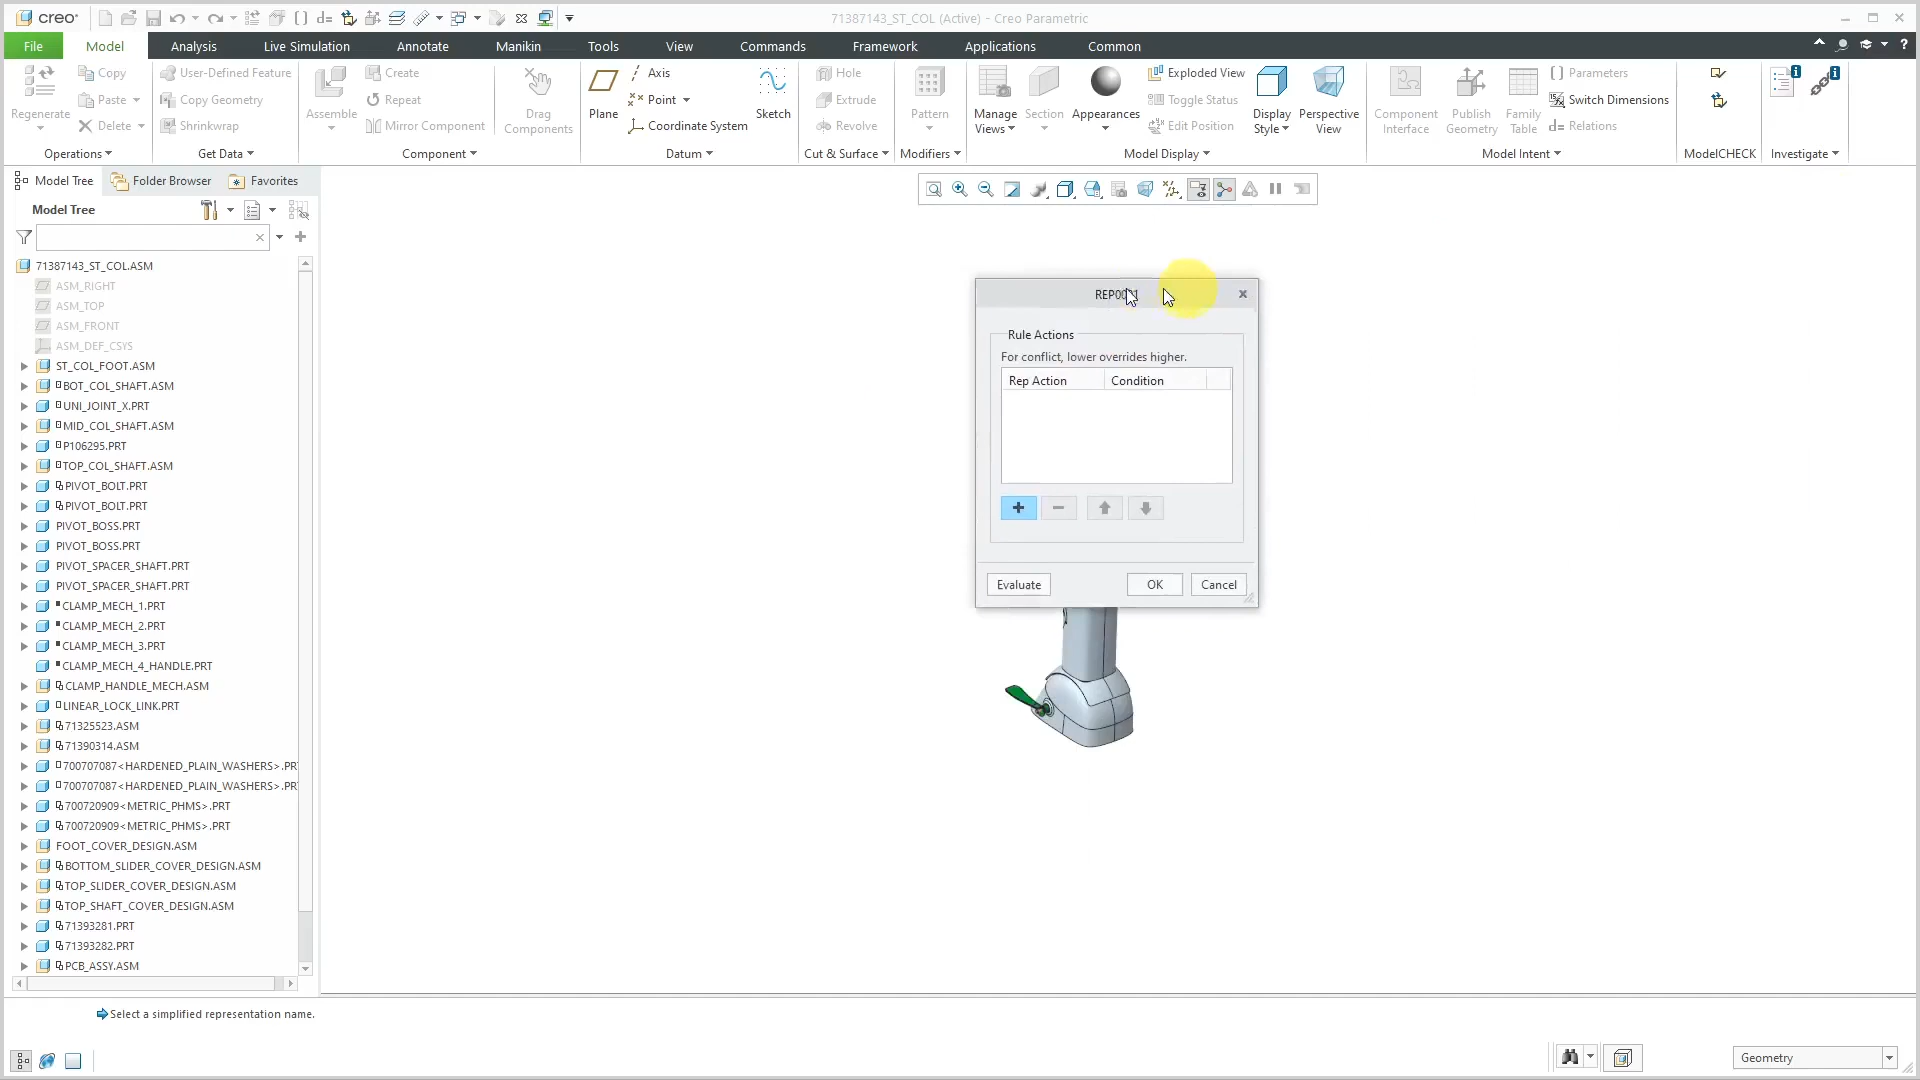 creo
71387143_ST_COL (Active) - Creo Parametric
File
Model
Analysis
Live Simulation
Annotate
Manikin
Tools
View
Commands
Framework
Applications
Common
Regenerate
Copy
Paste
Delete
Operations
User-Defined Feature
Copy Geometry
Shrinkwrap
Get Data
Assemble
Create
Repeat
Mirror Component
Component
Drag
Components
Plane
Axis
Point
Coordinate System
Sketch
Datum
Hole
Extrude
Revolve
Cut & Surface
Pattern
Modifiers
Manage
Views
Section
Appearances
Exploded View
Toggle Status
Edit Position
Display
Style
Perspective
View
Model Display
Component
Interface
Publish
Geometry
Family
Table
Parameters
Switch Dimensions
Relations
Model Intent
ModelCHECK
Investigate
Model Tree
Folder Browser
Favorites
Model Tree
71387143_ST_COL.ASM
ASM_RIGHT
ASM_TOP
ASM_FRONT
ASM_DEF_CSYS
ST_COL_FOOT.ASM
BOT_COL_SHAFT.ASM
UNI_JOINT_X.PRT
MID_COL_SHAFT.ASM
P106295.PRT
TOP_COL_SHAFT.ASM
PIVOT_BOLT.PRT
PIVOT_BOLT.PRT
PIVOT_BOSS.PRT
PIVOT_BOSS.PRT
PIVOT_SPACER_SHAFT.PRT
PIVOT_SPACER_SHAFT.PRT
CLAMP_MECH_1.PRT
CLAMP_MECH_2.PRT
CLAMP_MECH_3.PRT
CLAMP_MECH_4_HANDLE.PRT
CLAMP_HANDLE_MECH.ASM
LINEAR_LOCK_LINK.PRT
71325523.ASM
71390314.ASM
700707087<HARDENED_PLAIN_WASHERS>.PR
700707087<HARDENED_PLAIN_WASHERS>.PR
700720909<METRIC_PHMS>.PRT
700720909<METRIC_PHMS>.PRT
FOOT_COVER_DESIGN.ASM
BOTTOM_SLIDER_COVER_DESIGN.ASM
TOP_SLIDER_COVER_DESIGN.ASM
TOP_SHAFT_COVER_DESIGN.ASM
71393281.PRT
71393282.PRT
PCB_ASSY.ASM
Rule Actions
For conflict, lower overrides higher.
Rep Action
Condition
Evaluate
OK
Cancel
Select a simplified representation name.
Geometry